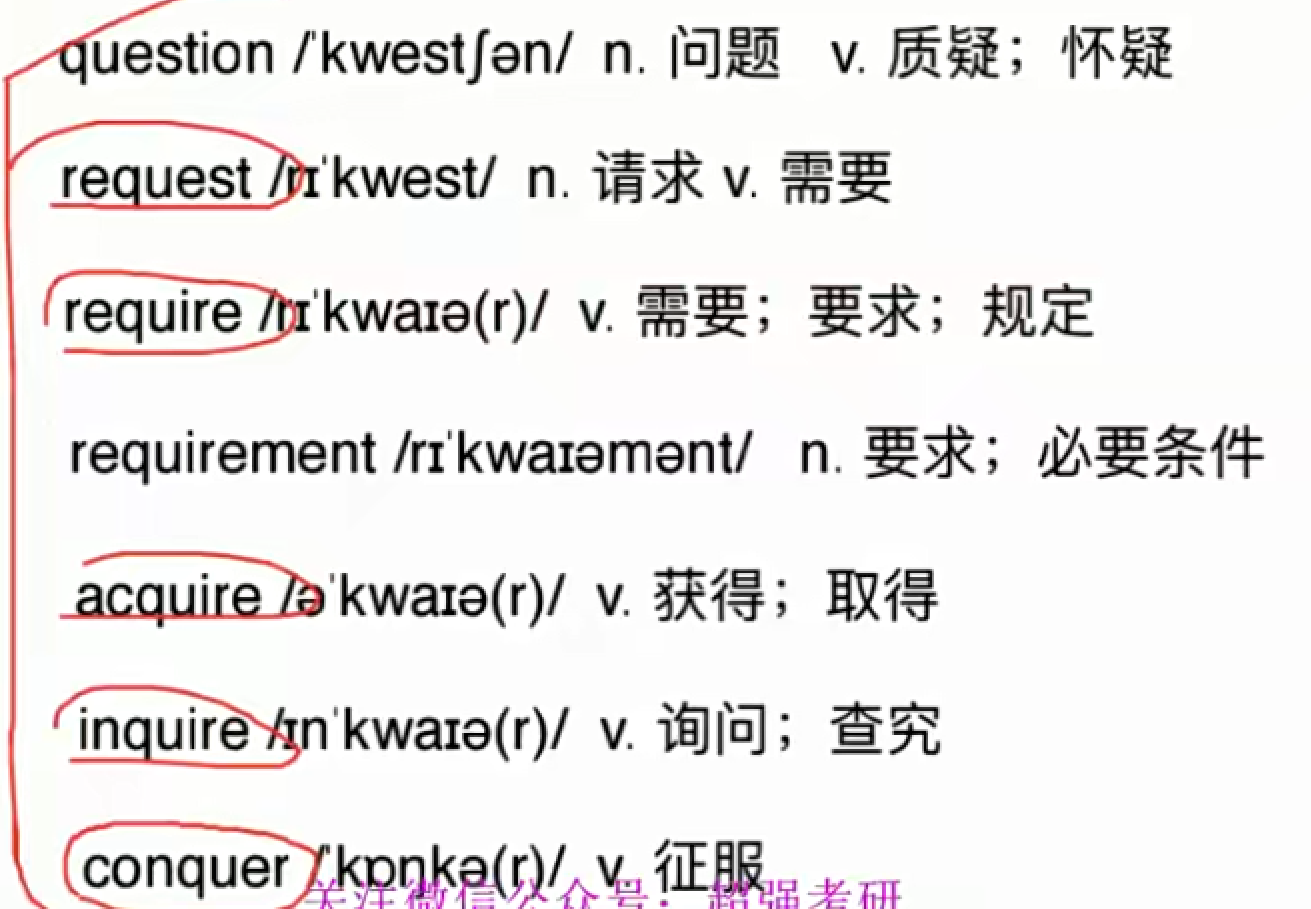 question /ˈkwestʃən/ n. 问题 v. 质疑；怀疑
request /rɪˈkwest/ n. 请求 v. 需要
require /rɪˈkwaɪə(r)/ v. 需要；要求；规定
requirement /rɪˈkwaɪəmənt/ n. 要求；必要条件
acquire /əˈkwaɪə(r)/ v. 获得；取得
inquire /ɪnˈkwaɪə(r)/ v. 询问；查究
conquer /ˈkɒnkə(r)/ v. 征服
关注微信公众号：超强考研